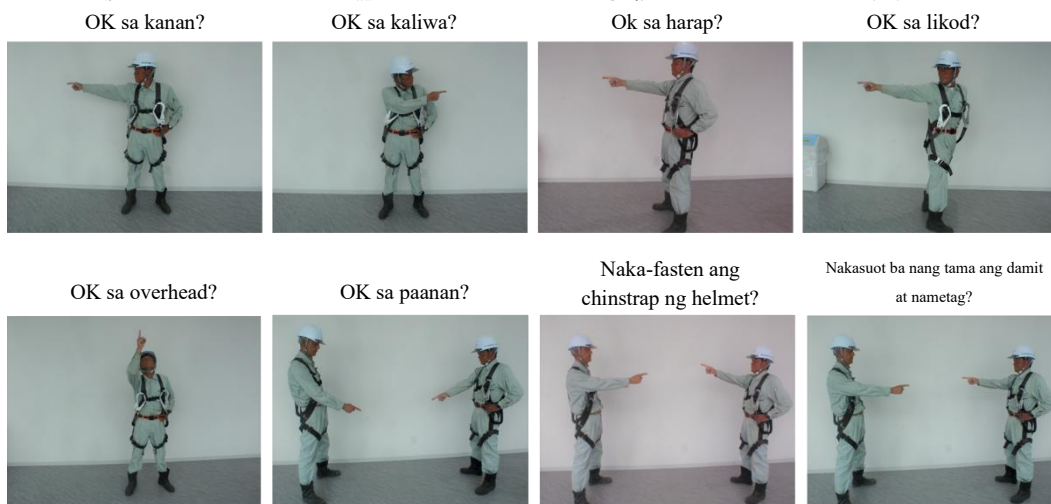 OK sa kanan?
OK sa kaliwa?
Ok sa harap?
OK sa likod?
OK sa overhead?
OK sa paanan?
Naka-fasten ang
chinstrap ng helmet?
Nakasuot ba nang tama ang damit
at nametag?